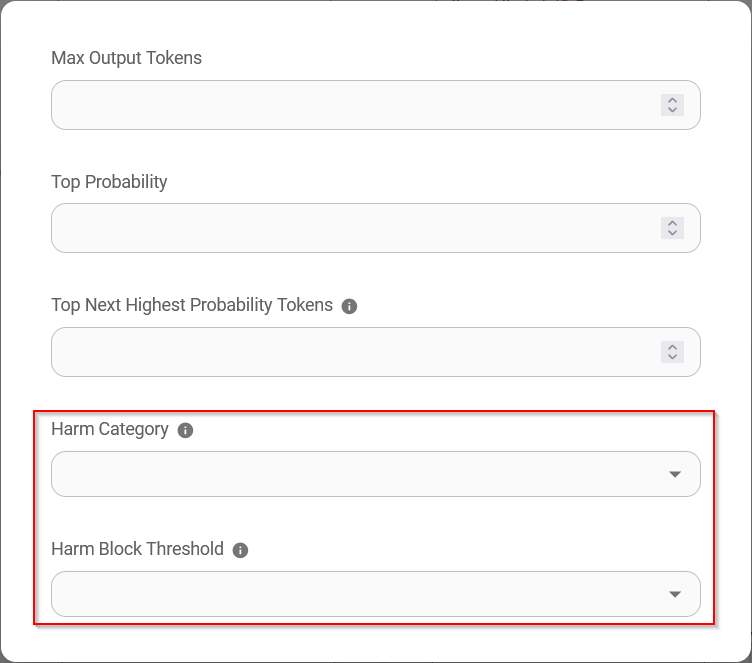 Max Output Tokens
Top Probability
Top Next Highest Probability Tokens
Harm Category
Harm Block Threshold